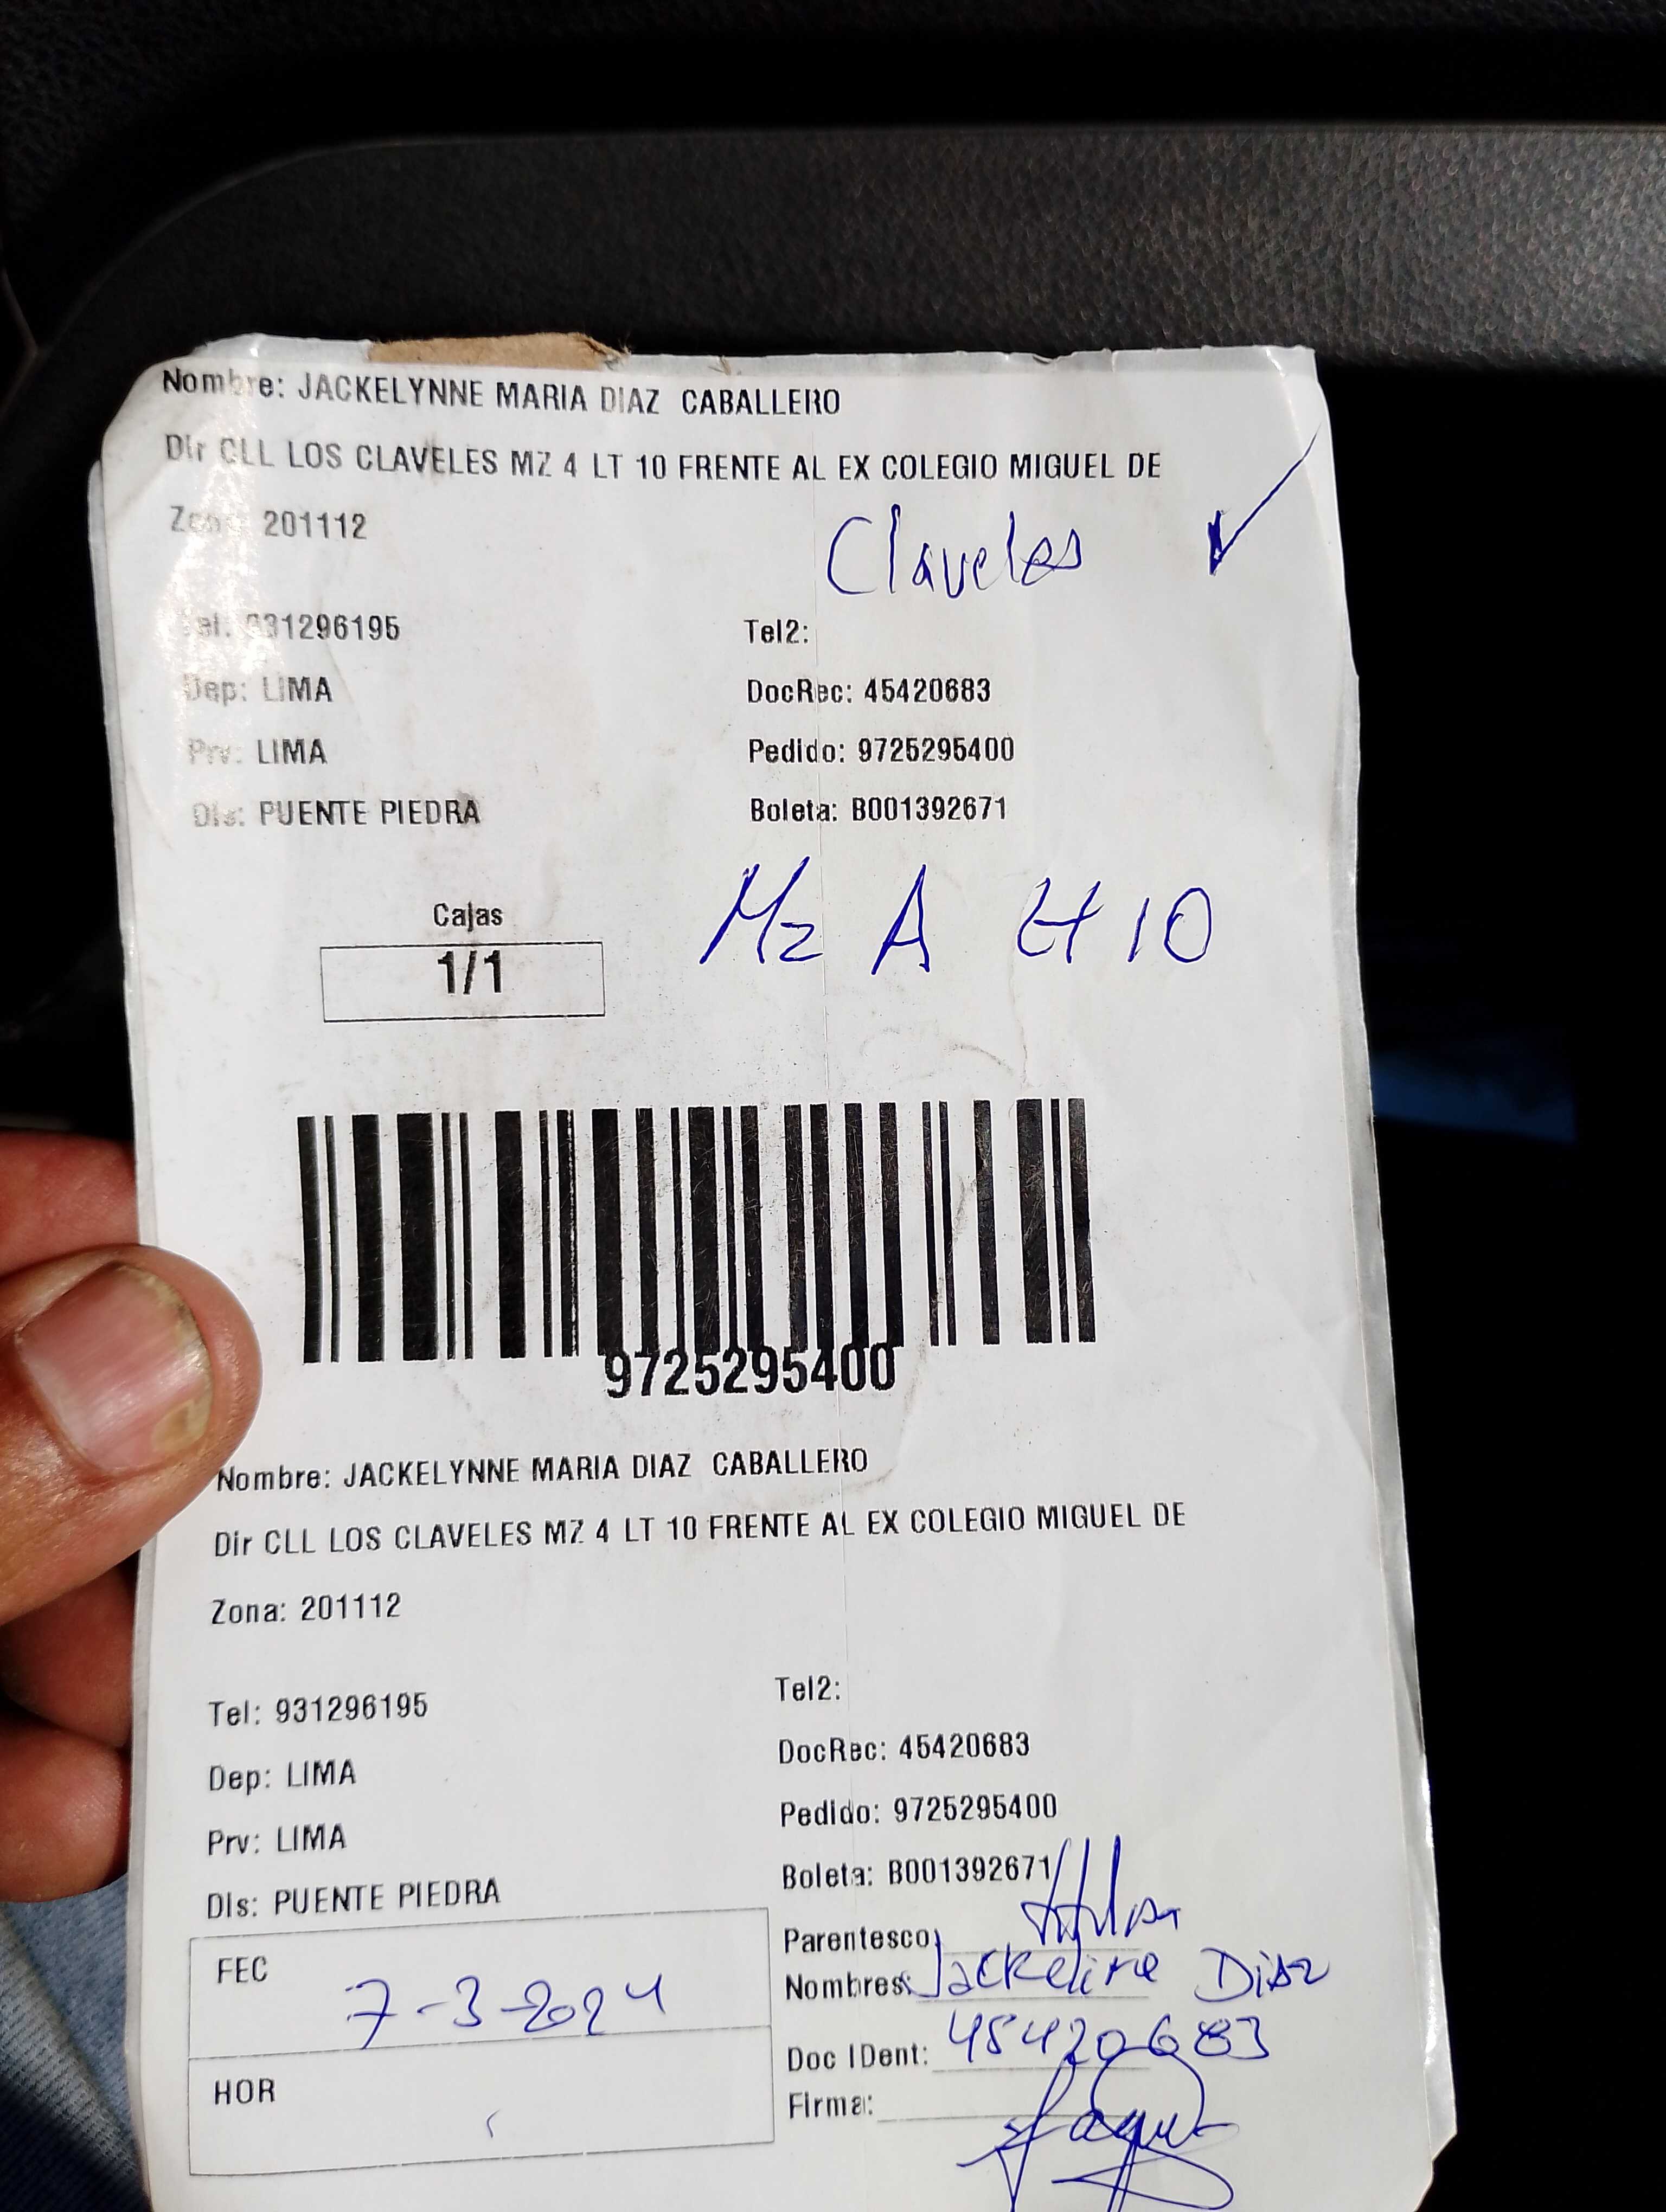 Nombre: JACKELYNNE MARIA DIAZ CABALLERO
Dir CLL LOS CLAVELES MZ 4 LT 10 FRENTE AL EX COLEGIO MIGUEL DE
Zona: 201112
Claveles
Tel: 931296195 Tel2:
Dep: LIMA DocRec: 45420683
Prv: LIMA Pedido: 9725295400
Dis: PUENTE PIEDRA Boleta: B001392671
Cajas
1/1
Mz A Lt 10
9725295400
Nombre: JACKELYNNE MARIA DIAZ CABALLERO
Dir CLL LOS CLAVELES MZ 4 LT 10 FRENTE AL EX COLEGIO MIGUEL DE
Zona: 201112
Tel: 931296195 Tel2:
Dep: LIMA DocRec: 45420683
Prv: LIMA Pedido: 9725295400
Dis: PUENTE PIEDRA Boleta: B001392671
FEC 7-3-2024
HOR
Parentesco:
Nombres: Jackeline Diaz
Doc IDent: 45420683
Firma: